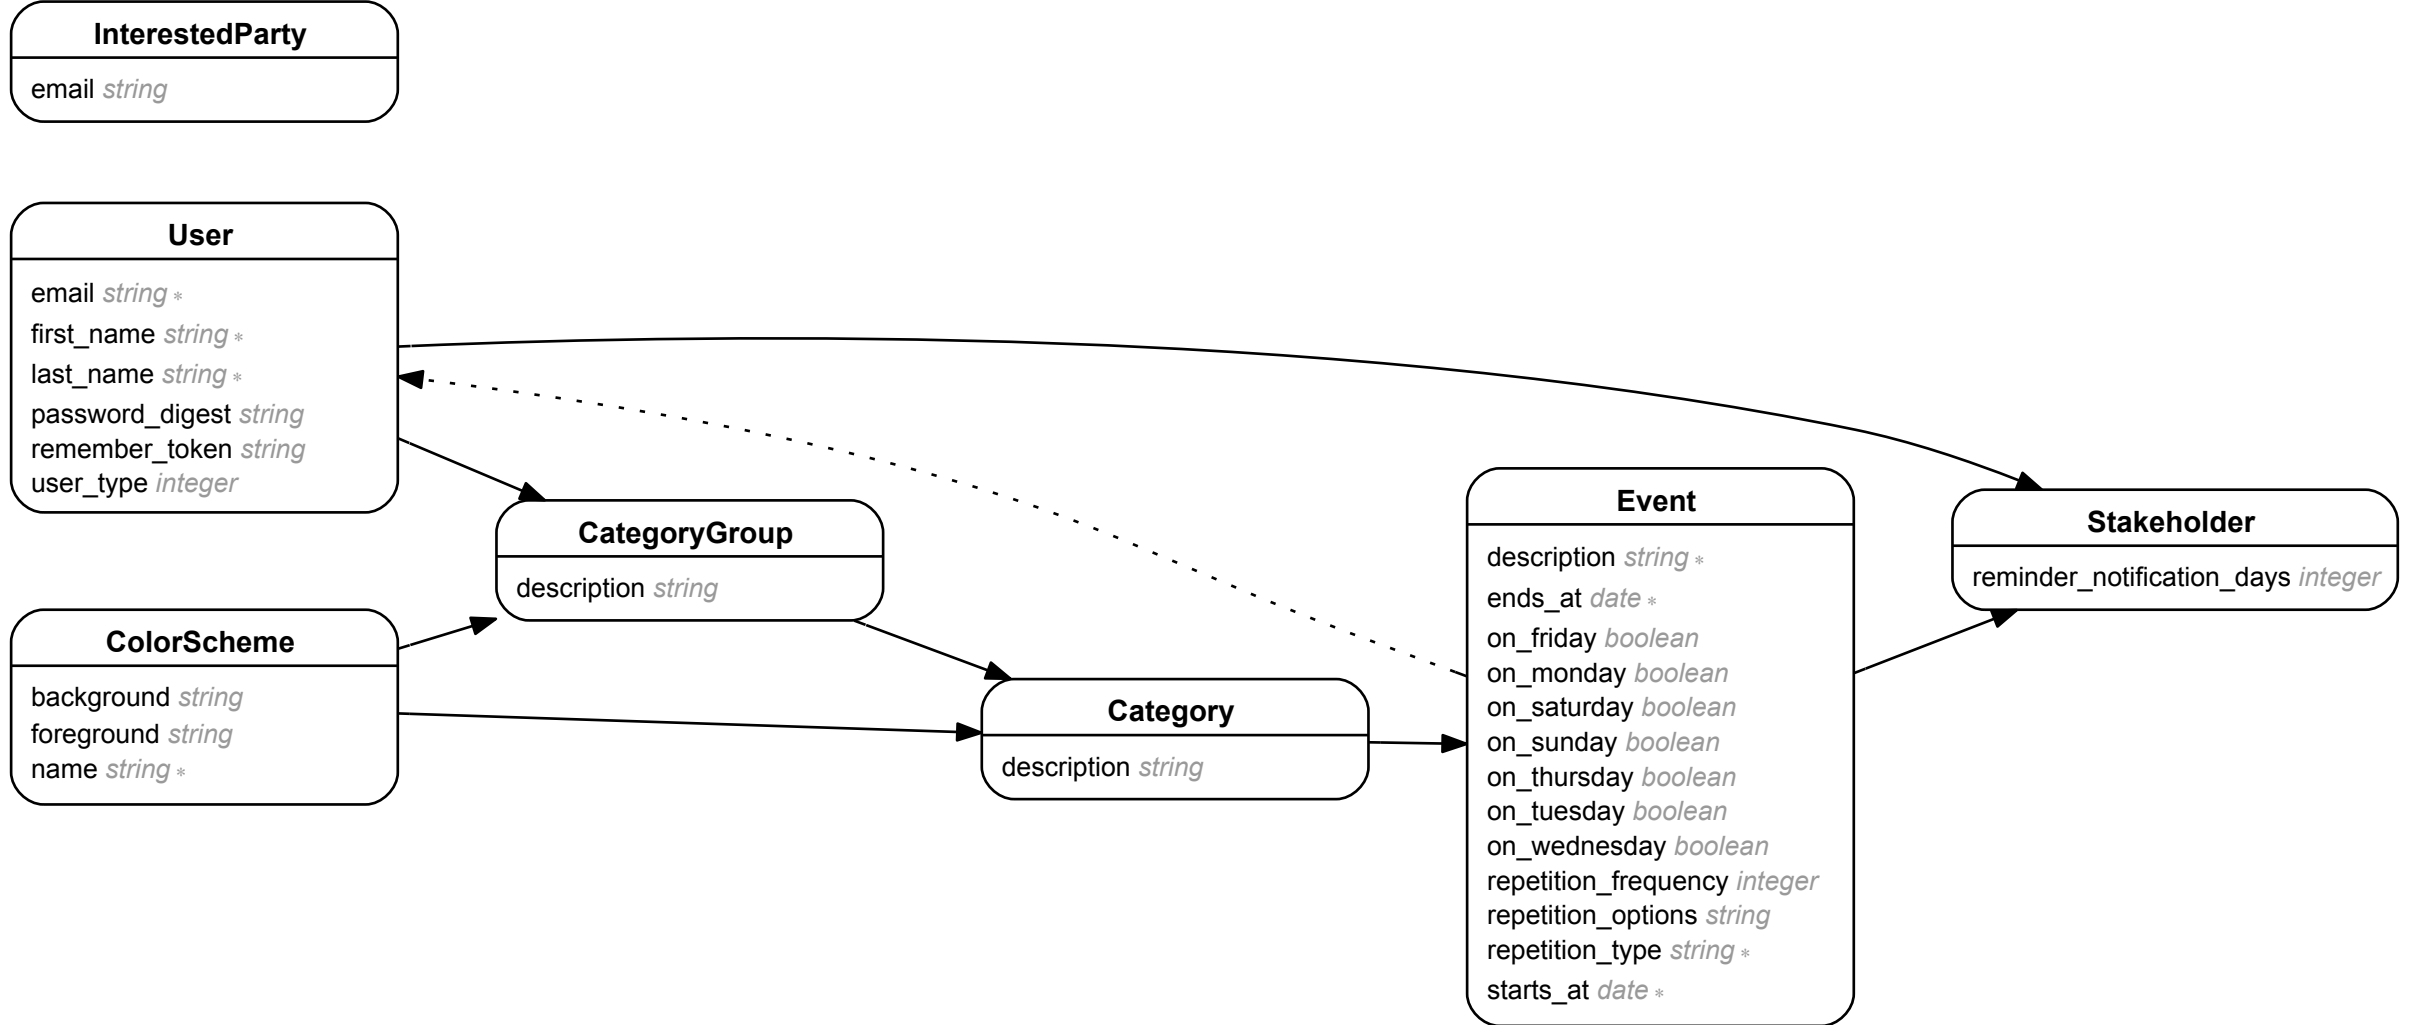 InterestedParty
email string
User
email string *
first_name string *
last_name string *
password_digest string
remember_token string
user_type integer
CategoryGroup
description string
ColorScheme
background string
foreground string
name string *
Category
description string
Event
description string *
ends_at date *
on_friday boolean
on_monday boolean
on_saturday boolean
on_sunday boolean
on_thursday boolean
on_tuesday boolean
on_wednesday boolean
repetition_frequency integer
repetition_options string
repetition_type string *
starts_at date *
Stakeholder
reminder_notification_days integer